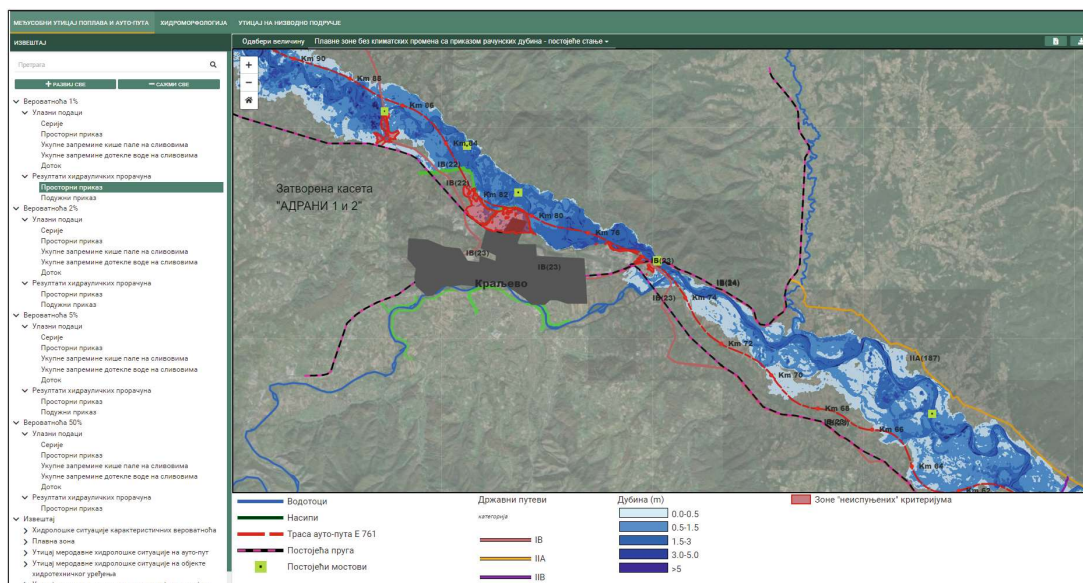 МЕЂУСОБНИ УТИЦАЈ ПОПЛАВА И АУТО-ПУТА ХИДРОМОРФОЛОГИЈА УТИЦАЈ НА НИЗВОДНО ПОДРУЧЈЕ
ИЗВЕШТАЈ
Одабери величину Плавне зоне без климатских промена са приказом рачунских дубина - постојеће стање
Претрага
РАЗВИЈ СВЕ САЖМИ СВЕ
Вероватноћа 1%
Улазни подаци
Серије
Просторни приказ
Укупне запремине кише пале на сливовима
Укупне запремине дотекле воде на сливовима
Доток
Резултати хидрауличких прорачуна
Просторни приказ
Подужни приказ
Вероватноћа 2%
Улазни подаци
Серије
Просторни приказ
Укупне запремине кише пале на сливовима
Укупне запремине дотекле воде на сливовима
Доток
Резултати хидрауличких прорачуна
Просторни приказ
Подужни приказ
Вероватноћа 5%
Улазни подаци
Серије
Просторни приказ
Укупне запремине кише пале на сливовима
Укупне запремине дотекле воде на сливовима
Доток
Резултати хидрауличких прорачуна
Просторни приказ
Подужни приказ
Вероватноћа 50%
Улазни подаци
Серије
Просторни приказ
Укупне запремине кише пале на сливовима
Укупне запремине дотекле воде на сливовима
Доток
Резултати хидрауличких прорачуна
Просторни приказ
Извештај
Хидролошке ситуације карактеристичних вероватноћа
Плавна зона
Утицај меродавне хидролошке ситуације на ауто-пут
Утицај меродавне хидролошке ситуације на објекте
хидротехничког уређења
Km 90
Km 88
Km 86
Km 84
IB(22)
IB(22)
Затворена касета
"АДРАНИ 1 и 2"
Km 82
Km 80
Km 76
IB(23)
IB(23)
IB(22)
Краљево
IB(23)
Km 74
Km 72
IIA(187)
Km 70
Km 68
Km 66
Km 64
Km 62
Водотоци
Насипи
Траса ауто-пута Е 761
Постојећа пруга
Постојећи мостови
Државни путеви
категорија
IB
IIA
IIB
Дубина (m)
0.0-0.5
0.5-1.5
1.5-3
3.0-5.0
>5
Зоне "неиспуњених" критеријума